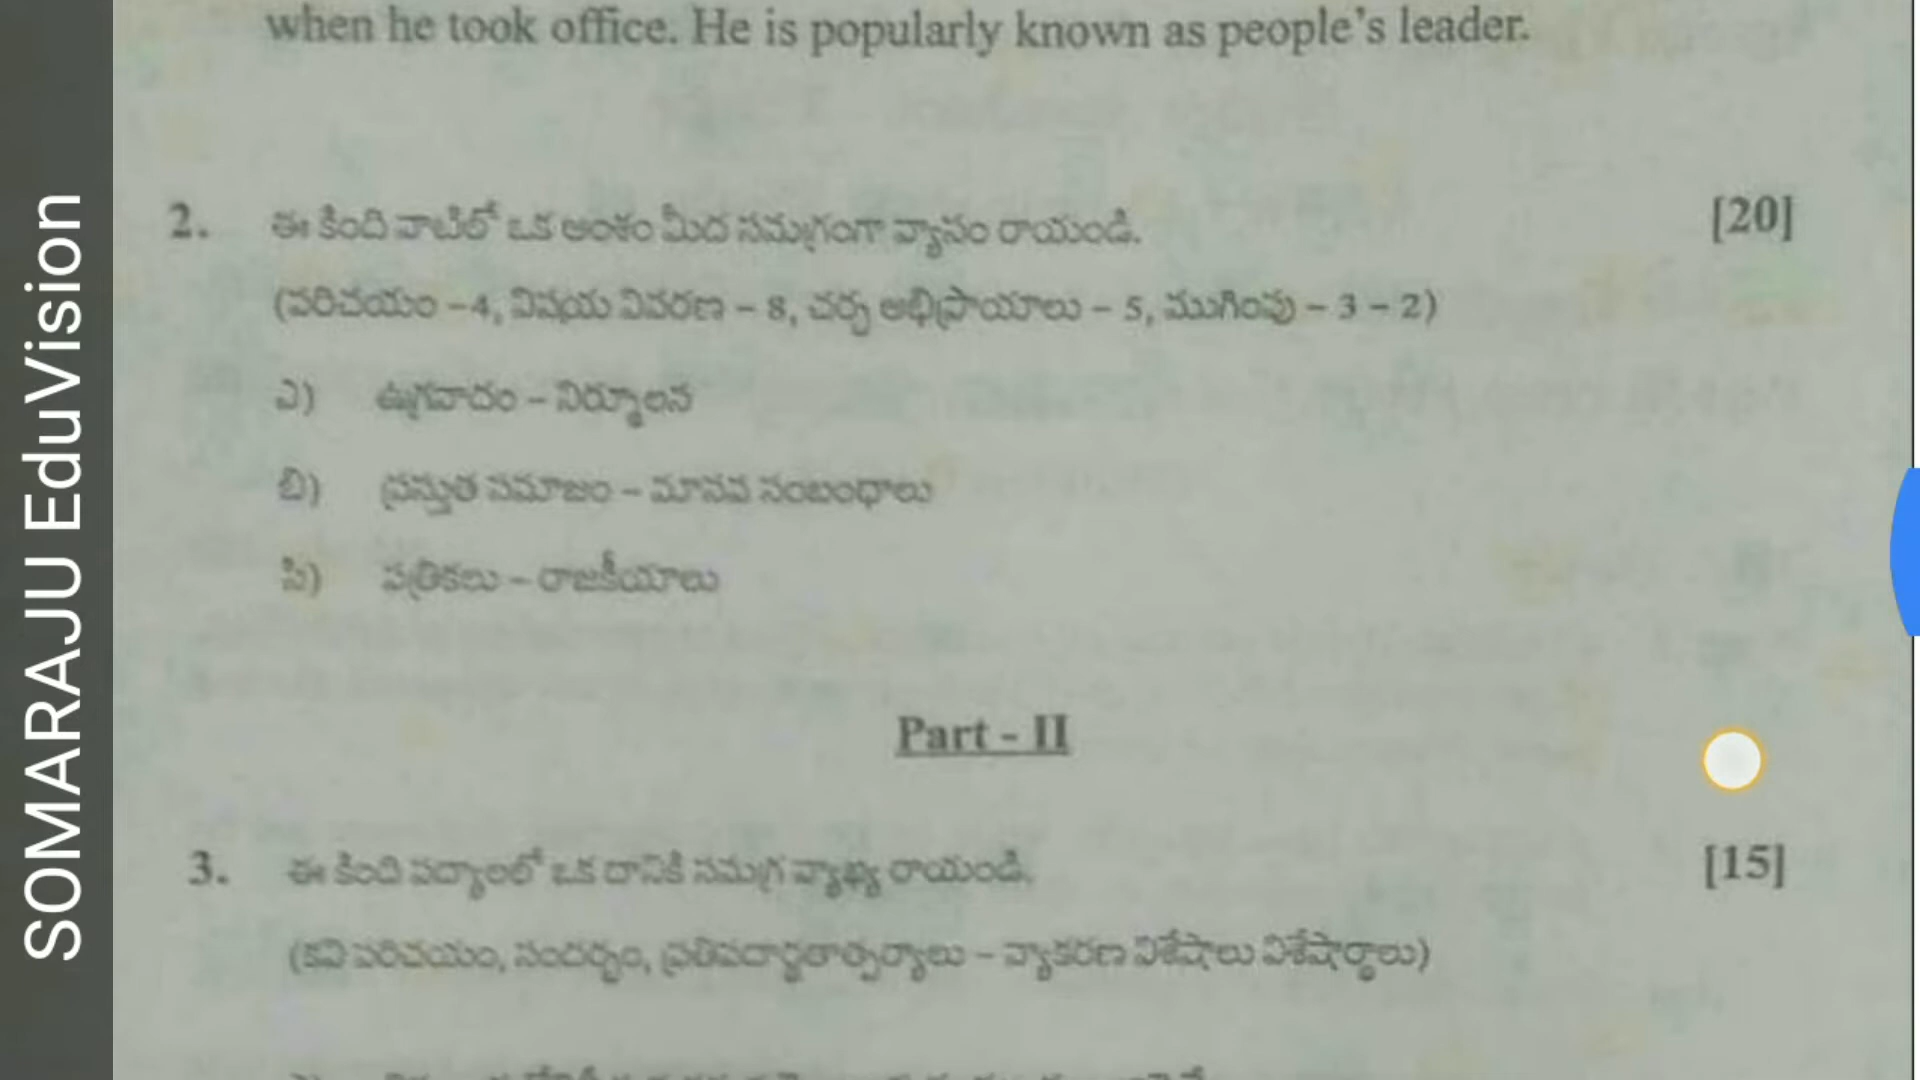 SOMARAJU EduVision
when he took office. He is popularly known as people's leader.
2. ఈ కింది వాటిలో ఒక అంశం మీద సమగ్రంగా వ్యాసం రాయండి. [20]
(పరిచయం – 4, విషయ వివరణ – 8, చర్చ అభిప్రాయాలు – 5, ముగింపు – 3 – 2)
ఎ) ఉగ్రవాదం – నిర్మూలన
బి) ప్రస్తుత సమాజం – మానవ సంబంధాలు
సి) పత్రికలు – రాజకీయాలు
Part - II
3. ఈ కింది పద్యాలలో ఒక దానికి సమగ్ర వ్యాఖ్య రాయండి. [15]
(కవి పరిచయం, సందర్భం, ప్రతిపదార్థతాత్పర్యాలు – వ్యాకరణ విశేషాలు విశేషార్థాలు)